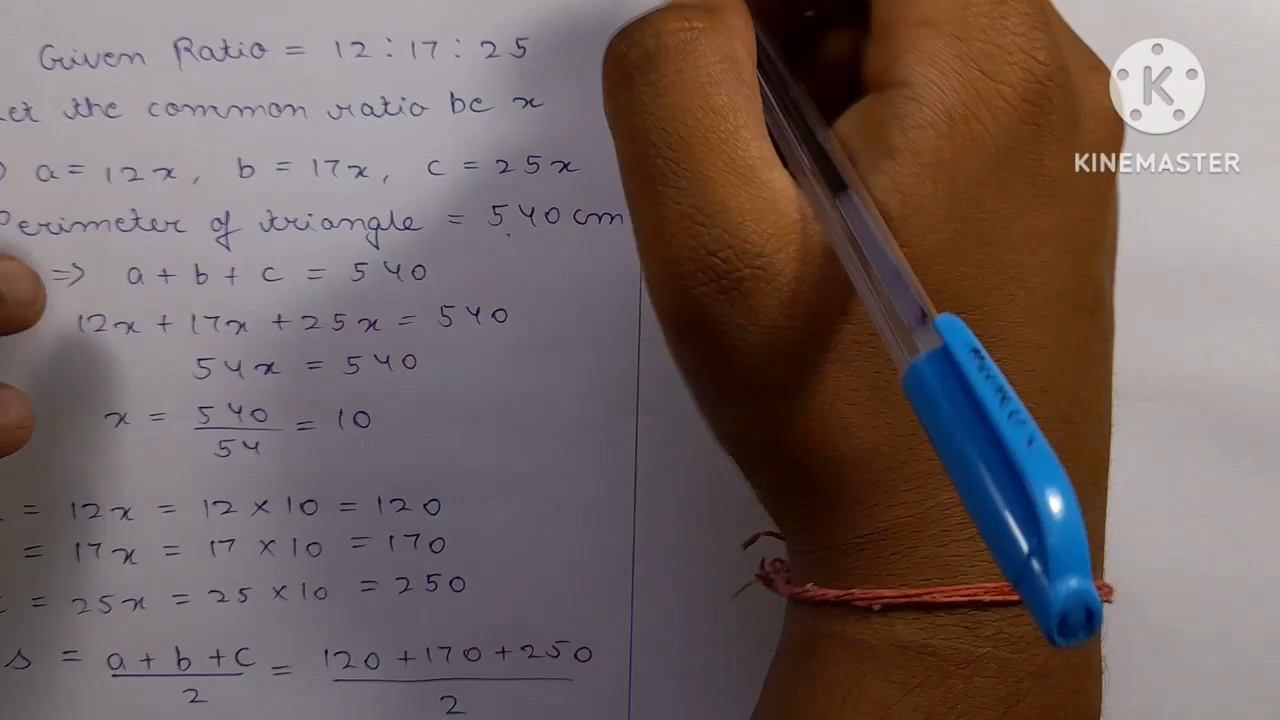 Given Ratio = 12 : 17 : 25
et the common ratio be x
a = 12x, b = 17x, c = 25x
Perimeter of triangle = 540 cm
=> a + b + c = 540
12x + 17x + 25x = 540
54x = 540
x = 540/54 = 10
= 12x = 12 × 10 = 120
= 17x = 17 × 10 = 170
= 25x = 25 × 10 = 250
s = a + b + c/2 = 120 + 170 + 250/2
K
KINEMASTER